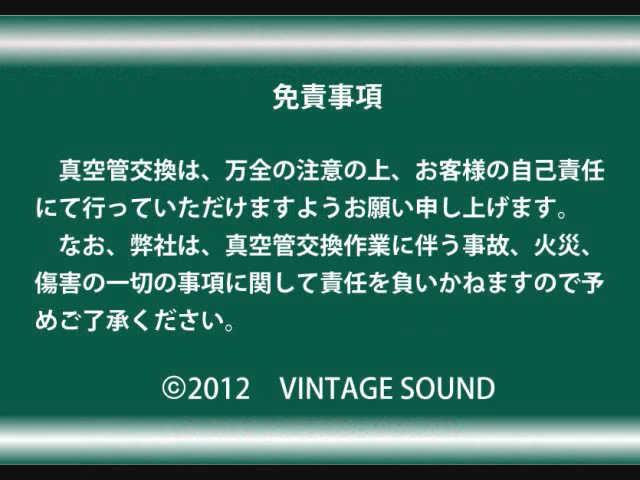 免責事項
真空管交換は、万全の注意の上、お客様の自己責任
にて行っていただけますようお願い申し上げます。
なお、弊社は、真空管交換作業に伴う事故、火災、
傷害の一切の事項に関して責任を負いかねますので予
めご了承ください。
©2012 VINTAGE SOUND